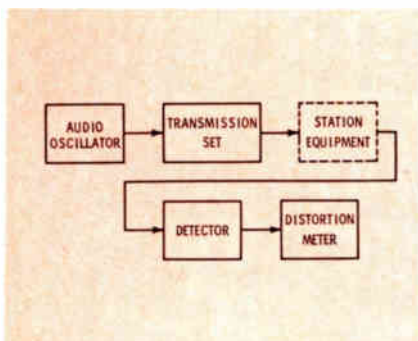 AUDIO
OSCILLATOR
TRANSMISSION
SET
STATION
EQUIPMENT
DETECTOR
DISTORTION
METER